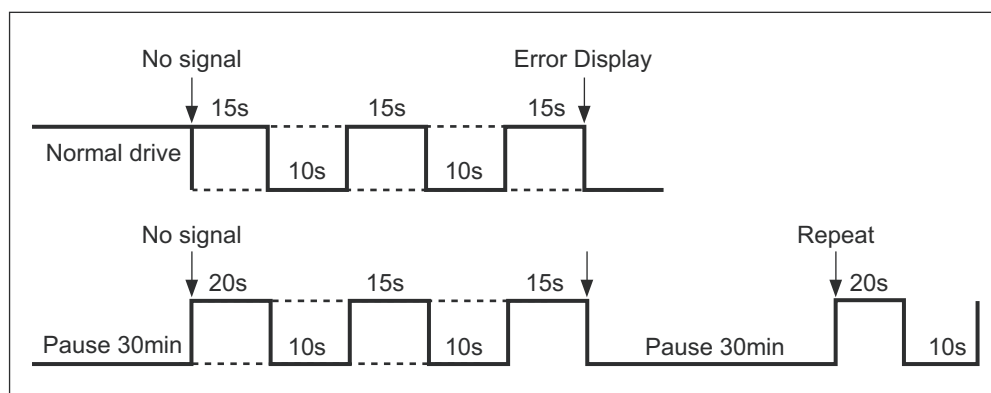 No signal Error Display
15s 15s 15s
Normal drive
10s 10s
No signal Repeat
20s 15s 15s 20s
Pause 30min 10s 10s Pause 30min 10s